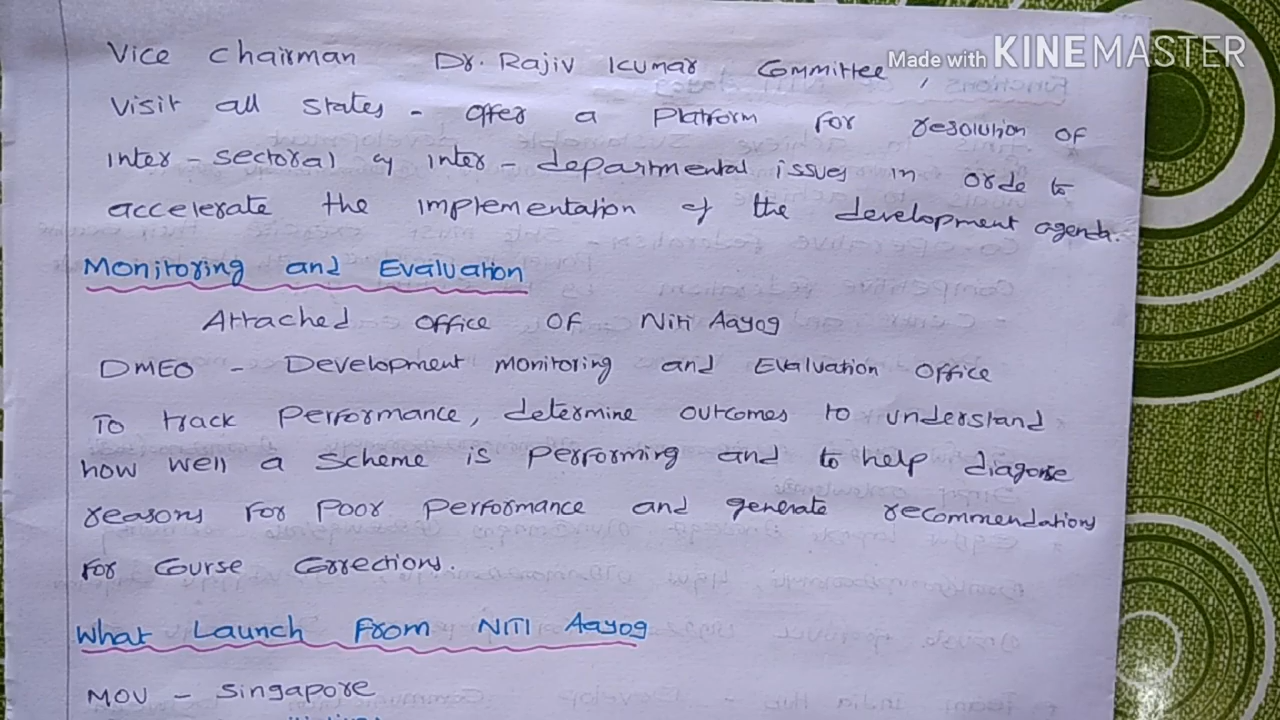 Made with KINEMASTER
Vice Chairman Dr. Rajiv Kumar Committee,
Visit all States - offer a Platform for resolution of
inter-sectoral & inter-departmental issues in orde to
accelerate the implementation of the development agenda.
Monitoring and Evaluation
Attached office of Niti Aayog
DMEO - Development monitoring and Evaluation Office
To track Performance, determine outcomes to understand
how well a scheme is performing and to help diagonse
reasons for Poor Performance and generate recommendations
for Course Corrections.
What Launch From NITI Aayog
MOU - Singapore